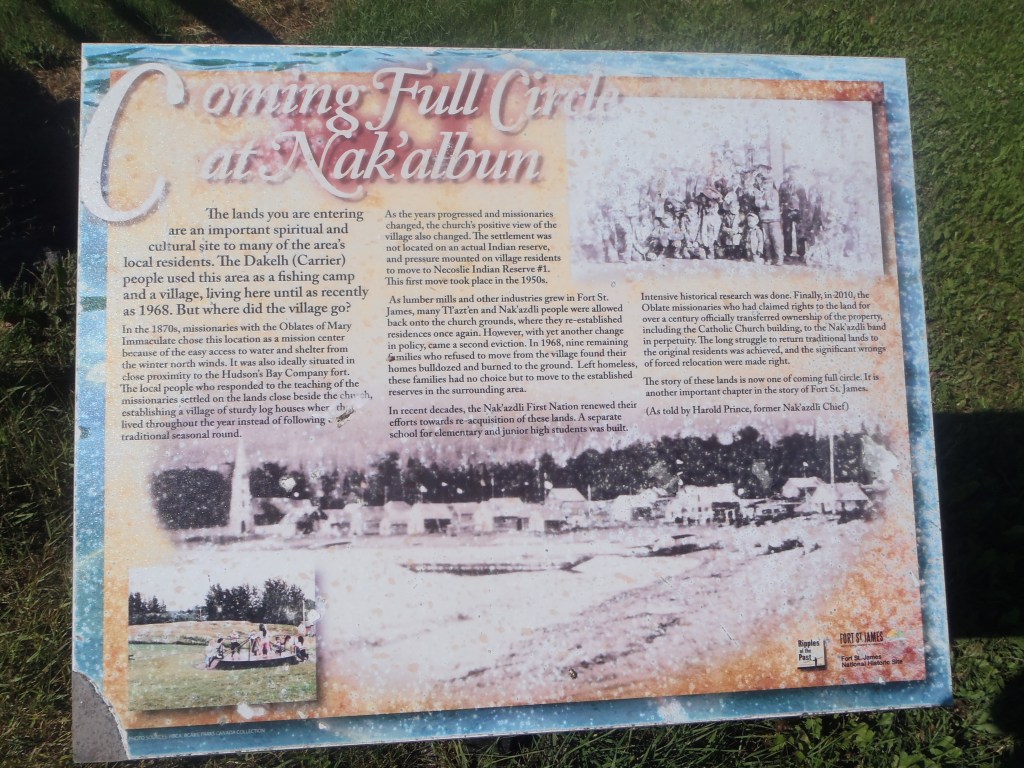 Coming Full Circle
at Nak'albun
The lands you are entering
are an important spiritual and
cultural site to many of the area's
local residents. The Dakelh (Carrier)
people used this area as a fishing camp
and a village, living here until as recently
as 1968. But where did the village go?
In the 1870s, missionaries with the Oblates of Mary
Immaculate chose this location as a mission center
because of the easy access to water and shelter from
the winter north winds. It was also ideally situated in
close proximity to the Hudson's Bay Company fort.
The local people who responded to the teaching of the
missionaries settled on the lands close beside the church,
establishing a village of sturdy log houses where
lived throughout the year instead of following
traditional seasonal round.
As the years progressed and missionaries
changed, the church's positive view of the
village also changed. The settlement was
not located on an actual Indian reserve,
and pressure mounted on village residents
to move to Necoslie Indian Reserve #1.
This first move took place in the 1950s.
As lumber mills and other industries grew in Fort St.
James, many Tl'azt'en and Nak'azdli people were allowed
back onto the church grounds, where they re-established
residences once again. However, with yet another change
in policy, came a second eviction. In 1968, nine remaining
families who refused to move from the village found their
homes bulldozed and burned to the ground. Left homeless,
these families had no choice but to move to the established
reserves in the surrounding area.
In recent decades, the Nak'azdli First Nation renewed their
efforts towards re-acquisition of these lands. A separate
school for elementary and junior high students was built.
Intensive historical research was done. Finally, in 2010, the
Oblate missionaries who had claimed rights to the land for
over a century officially transferred ownership of the property,
including the Catholic Church building, to the Nak'azdli band
in perpetuity. The long struggle to return traditional lands to
the original residents was achieved, and the significant wrongs
of forced relocation were made right.
The story of these lands is now one of coming full circle. It is
another important chapter in the story of Fort St. James.
(As told by Harold Prince, former Nak'azdli Chief)
Ripples
of the
Past
FORT ST. JAMES
Fort St. James
National Historic Site